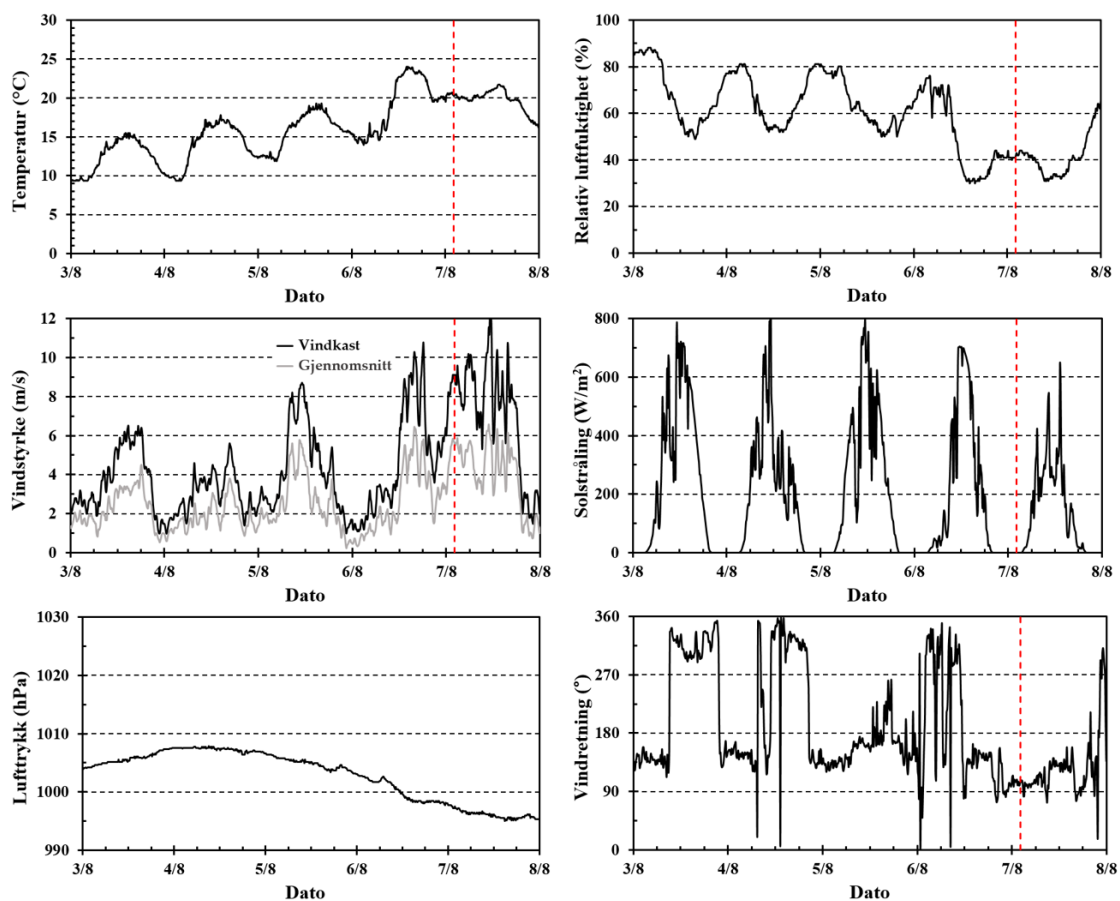 Temperatur (°C)
30
25
20
15
10
5
0
3/8 4/8 5/8 6/8 7/8 8/8
Dato
Relativ luftfuktighet (%)
100
80
60
40
20
0
3/8 4/8 5/8 6/8 7/8 8/8
Dato
Vindstyrke (m/s)
12
10
8
6
4
2
0
Vindkast
Gjennomsnitt
3/8 4/8 5/8 6/8 7/8 8/8
Dato
Solstråling (W/m²)
800
600
400
200
0
3/8 4/8 5/8 6/8 7/8 8/8
Dato
Lufttrykk (hPa)
1030
1020
1010
1000
990
3/8 4/8 5/8 6/8 7/8 8/8
Dato
Vindretning (°)
360
270
180
90
0
3/8 4/8 5/8 6/8 7/8 8/8
Dato